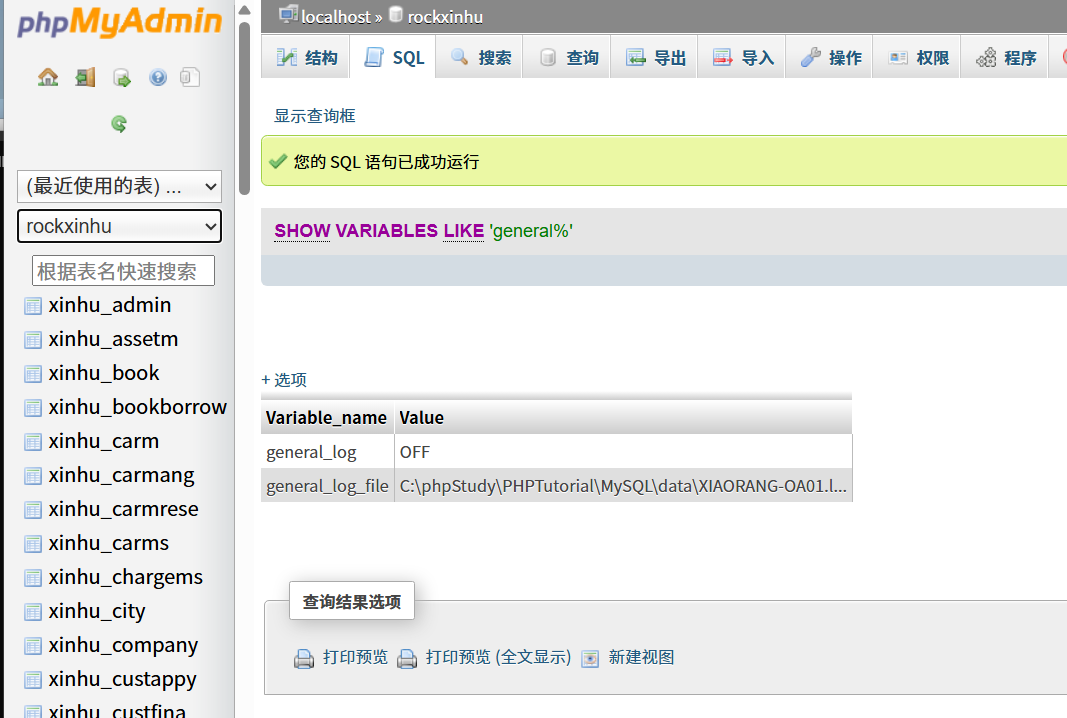 phpMyAdmin
(最近使用的表) ...
rockxinhu
根据表名快速搜索
xinhu_admin
xinhu_assetm
xinhu_book
xinhu_bookborrow
xinhu_carm
xinhu_carmang
xinhu_carmrese
xinhu_carms
xinhu_chargems
xinhu_city
xinhu_company
xinhu_custappy
xinhu_custfina
localhost » rockxinhu
结构 SQL 搜索 查询 导出 导入 操作 权限 程序
显示查询框
您的 SQL 语句已成功运行
SHOW VARIABLES LIKE 'general%'
+ 选项
Variable_name Value
general_log OFF
general_log_file C:\phpStudy\PHPTutorial\MySQL\data\XIAORANG-OA01.l...
查询结果选项
打印预览 打印预览 (全文显示) 新建视图